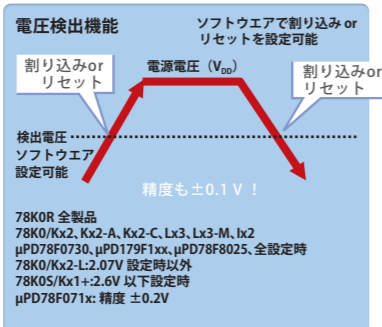 電圧検出機能
ソフトウエアで割り込み or
リセットを設定可能
割り込みor
リセット
電源電圧（VDD）
割り込みor
リセット
検出電圧
ソフトウエア
設定可能
精度も±0.1 V ！
78K0R 全製品
78K0/Kx2、Kx2-A、Kx2-C、Lx3、Lx3-M、Ix2
μPD78F0730、μPD179F1xx、μPD78F8025、全設定時
78K0/Kx2-L:2.07V 設定時以外
78K0S/Kx1+:2.6V 以下設定時
μPD78F071x: 精度 ±0.2V